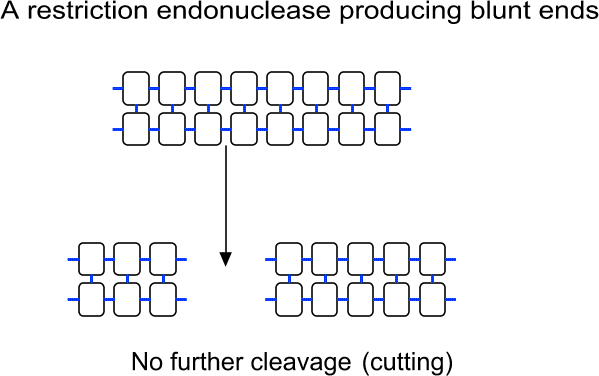 A restriction endonuclease producing blunt ends
No further cleavage (cutting)